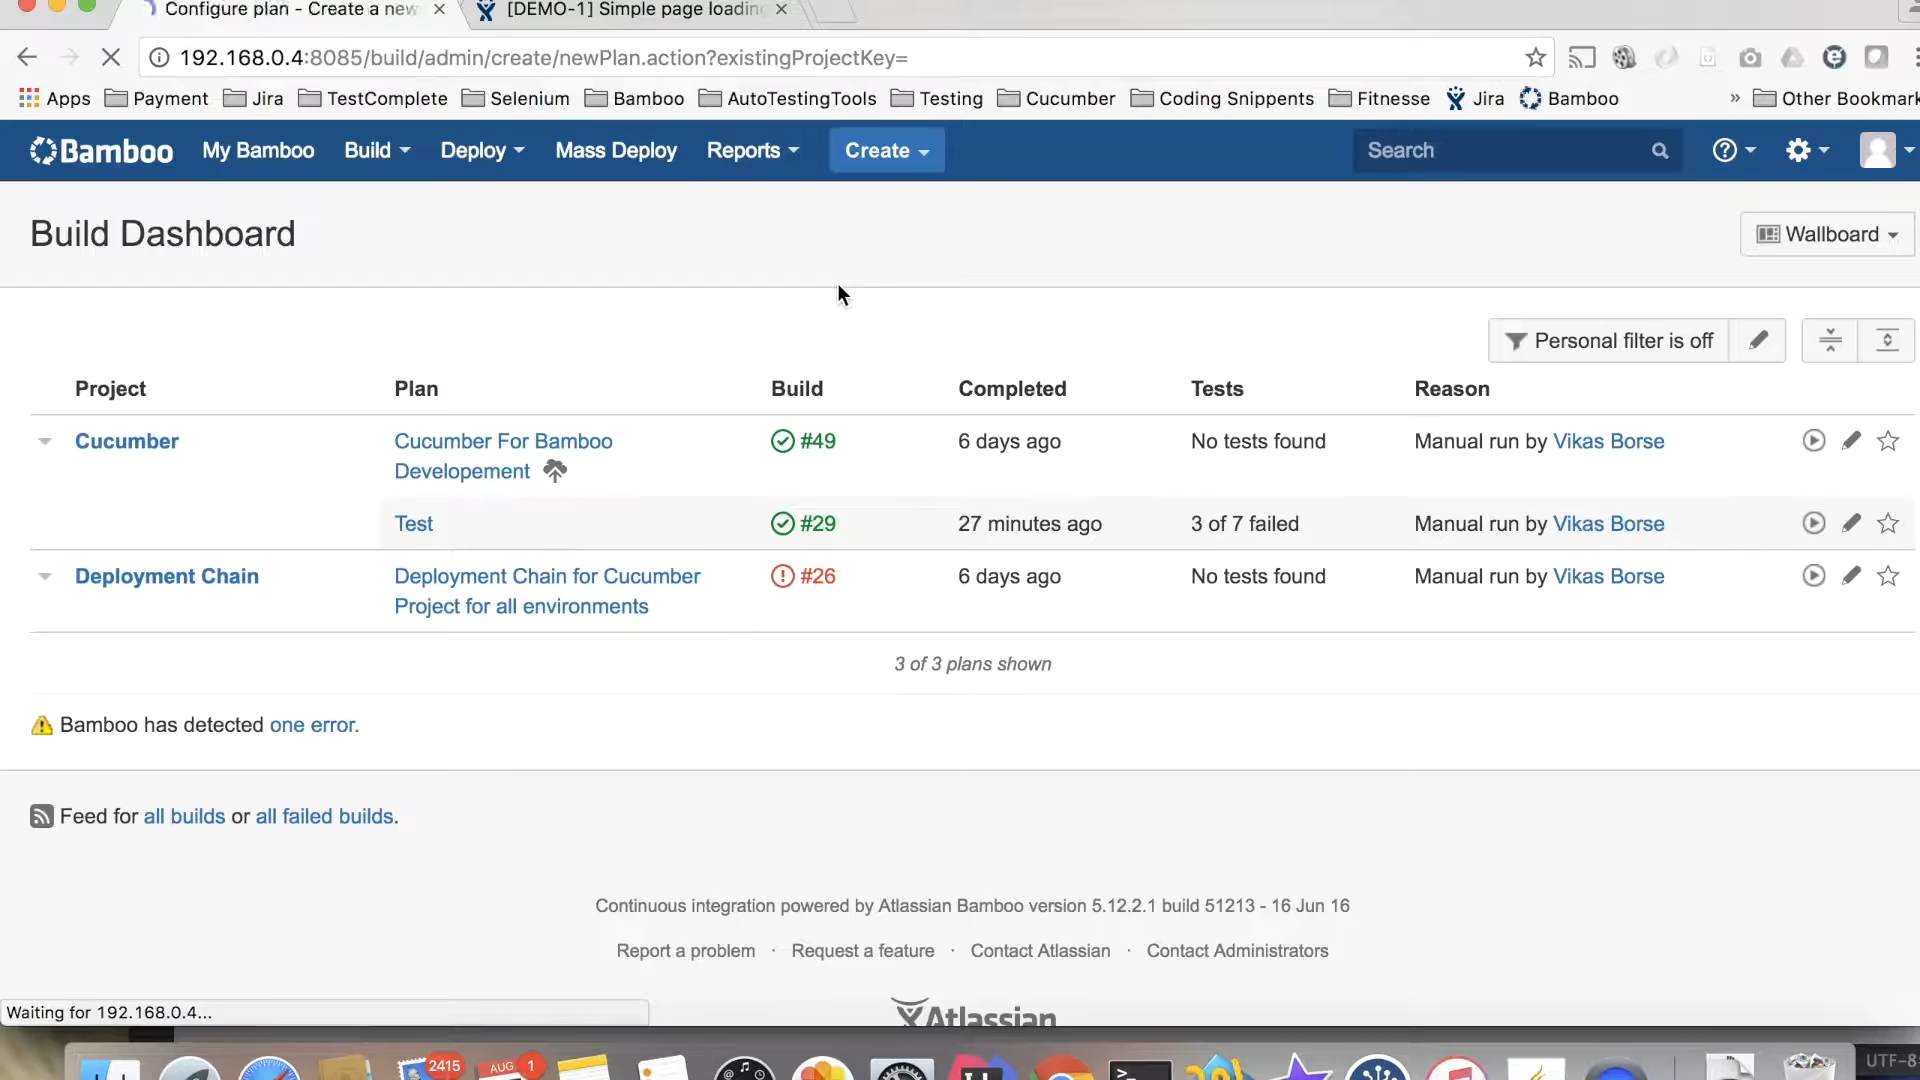 Configure plan - Create a new
[DEMO-1] Simple page loading
192.168.0.4:8085/build/admin/create/newPlan.action?existingProjectKey=
Apps Payment Jira TestComplete Selenium Bamboo AutoTestingTools Testing Cucumber Coding Snippents Fitnesse Jira Bamboo » Other Bookmark
Bamboo My Bamboo Build Deploy Mass Deploy Reports Create Search
Build Dashboard
Wallboard
Personal filter is off
Project Plan Build Completed Tests Reason
Cucumber Cucumber For Bamboo #49 6 days ago No tests found Manual run by Vikas Borse
Developement
Test #29 27 minutes ago 3 of 7 failed Manual run by Vikas Borse
Deployment Chain Deployment Chain for Cucumber #26 6 days ago No tests found Manual run by Vikas Borse
Project for all environments
3 of 3 plans shown
Bamboo has detected one error.
Feed for all builds or all failed builds.
Continuous integration powered by Atlassian Bamboo version 5.12.2.1 build 51213 - 16 Jun 16
Report a problem · Request a feature · Contact Atlassian · Contact Administrators
Waiting for 192.168.0.4...
Atlassian
2415
AUG 1
UTF-8